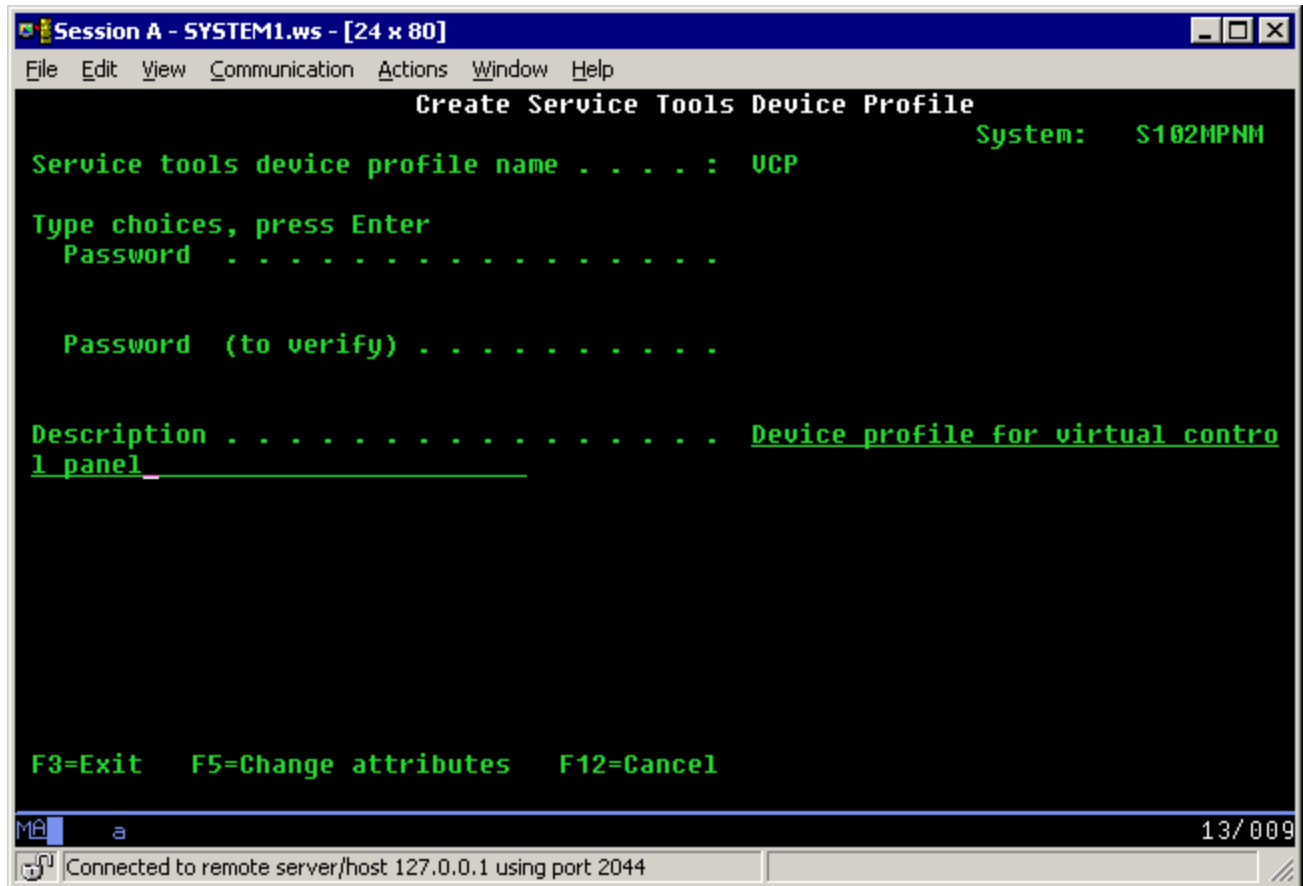 Session A - SYSTEM1.ws - [24 x 80]
File Edit View Communication Actions Window Help
Create Service Tools Device Profile
System: S102MPNM
Service tools device profile name . . . . : VCP
Type choices, press Enter
Password . . . . . . . . . . . . . . . .
Password (to verify) . . . . . . . . . .
Description . . . . . . . . . . . . . . . . Device profile for virtual contro
l panel
F3=Exit F5=Change attributes F12=Cancel
MA a 13/009
Connected to remote server/host 127.0.0.1 using port 2044